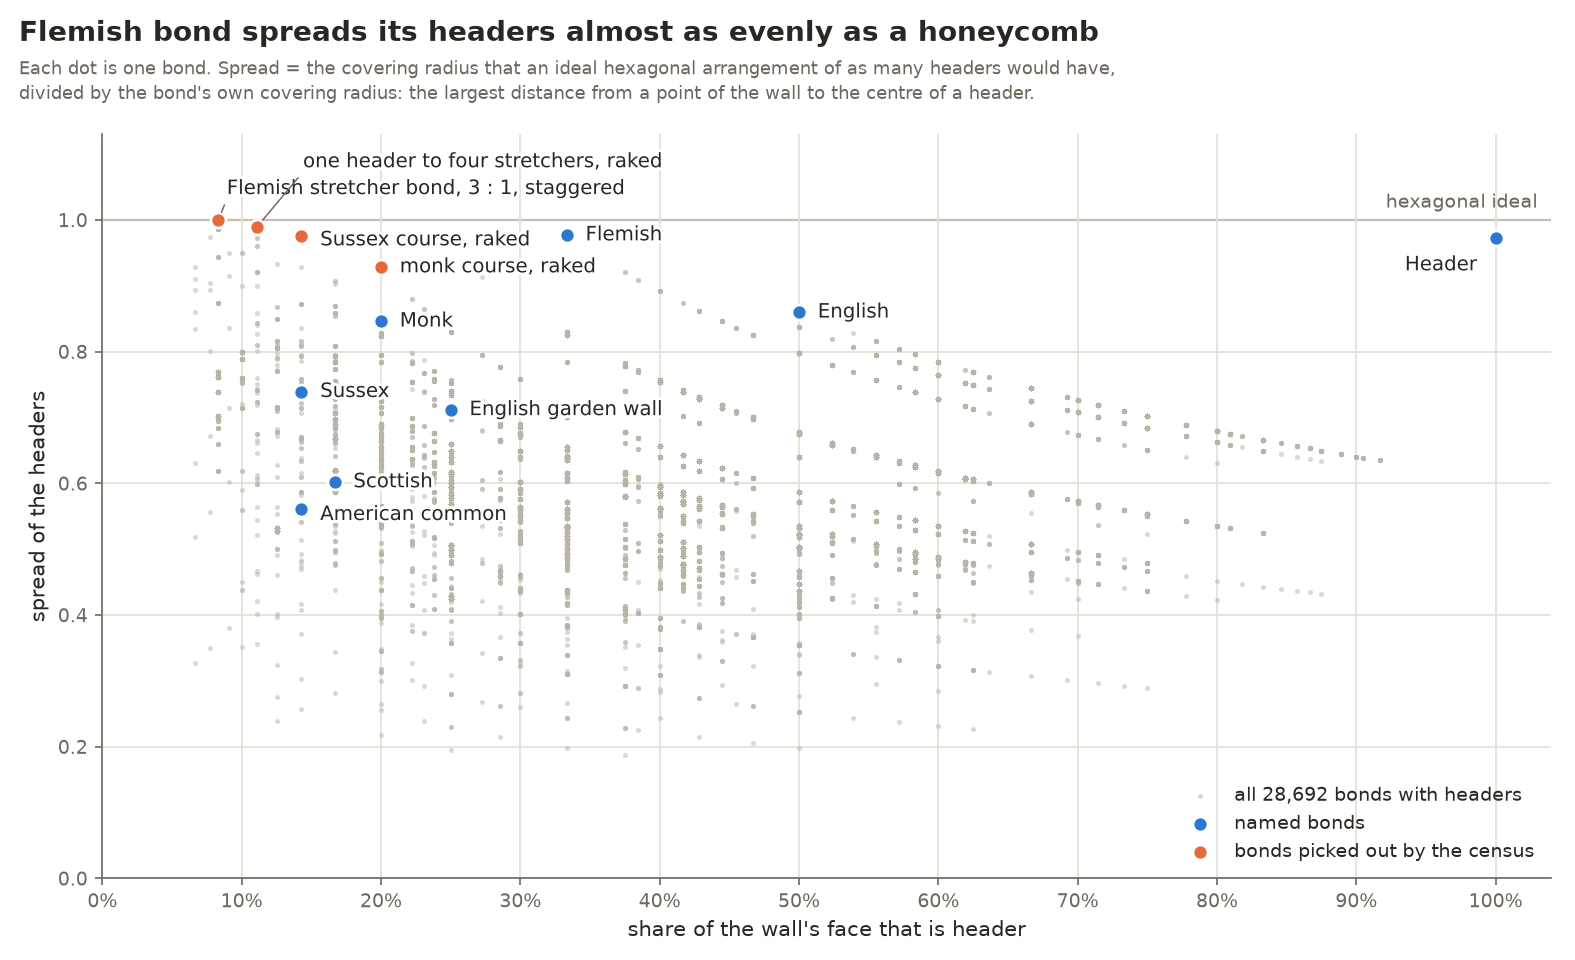 Flemish bond spreads its headers almost as evenly as a honeycomb
Each dot is one bond. Spread = the covering radius that an ideal hexagonal arrangement of as many headers would have,
divided by the bond's own covering radius: the largest distance from a point of the wall to the centre of a header.
one header to four stretchers, raked
Flemish stretcher bond, 3 : 1, staggered
hexagonal ideal
Sussex course, raked
Flemish
Header
monk course, raked
English
Monk
Sussex
English garden wall
Scottish
American common
spread of the headers
1.0
0.8
0.6
0.4
0.2
0.0
all 28,692 bonds with headers
named bonds
bonds picked out by the census
0%
10%
20%
30%
40%
50%
60%
70%
80%
90%
100%
share of the wall's face that is header